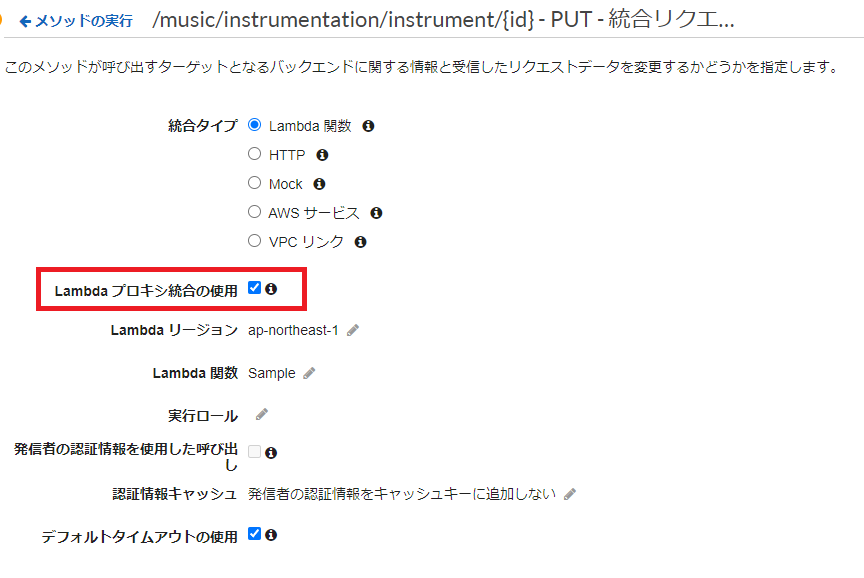 メソッドの実行 /music/instrumentation/instrument/{id} - PUT - 統合リクエ...
このメソッドが呼び出すターゲットとなるバックエンドに関する情報と受信したリクエストデータを変更するかどうかを指定します。
統合タイプ Lambda 関数
HTTP
Mock
AWS サービス
VPC リンク
Lambda プロキシ統合の使用
Lambda リージョン ap-northeast-1
Lambda 関数 Sample
実行ロール
発信者の認証情報を使用した呼び出
し
認証情報キャッシュ 発信者の認証情報をキャッシュキーに追加しない
デフォルトタイムアウトの使用